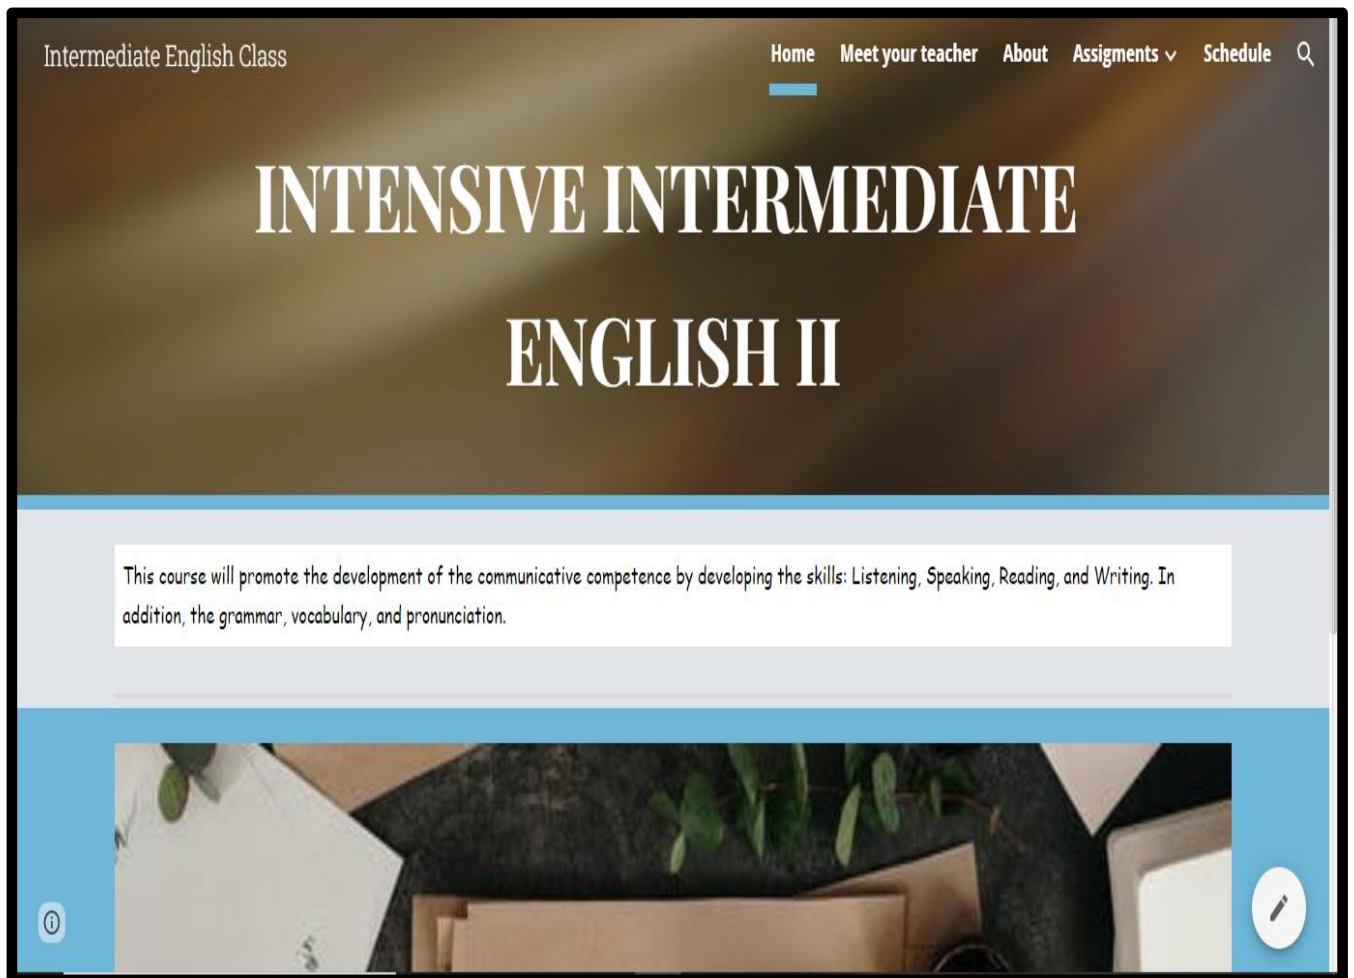 Intermediate English Class
Home Meet your teacher About Assigments Schedule
INTENSIVE INTERMEDIATE
ENGLISH II
This course will promote the development of the communicative competence by developing the skills: Listening, Speaking, Reading, and Writing. In
addition, the grammar, vocabulary, and pronunciation.